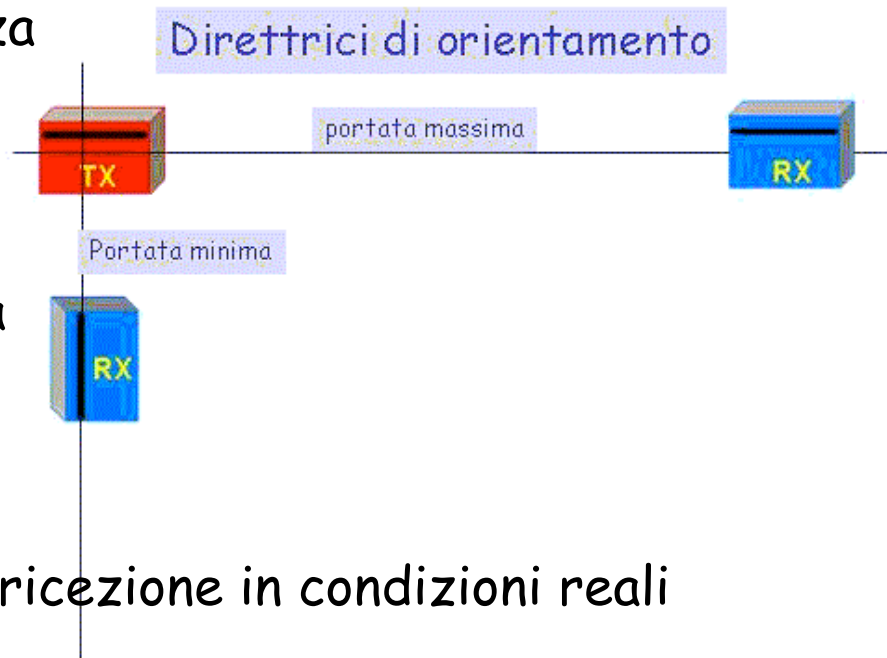 za
Direttrici di orientamento
portata massima
TX
RX
Portata minima
a
RX
ricezione in condizioni reali